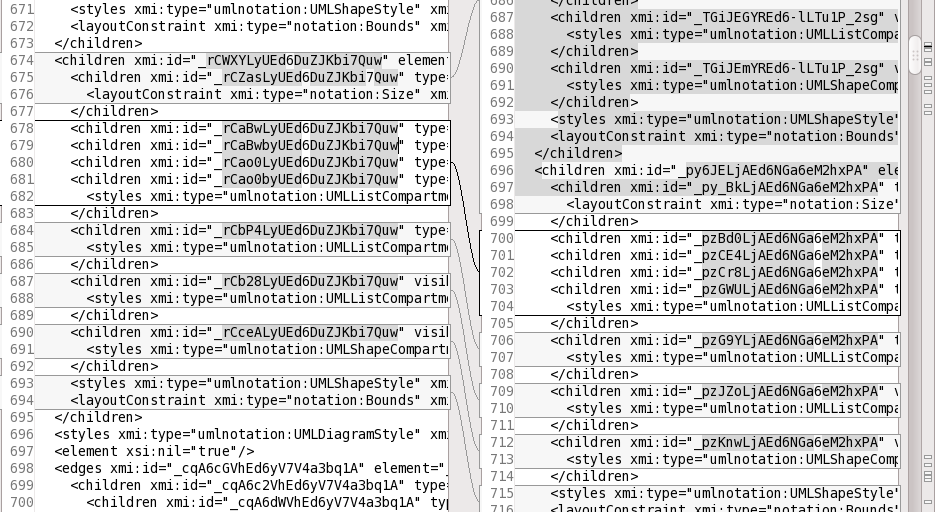 671 <styles xmi:type="umlnotation:UMLShapeStyle" xm
672 <layoutConstraint xmi:type="notation:Bounds" xm
673 </children>
674 <children xmi:id="_rCWXYLyUEd6DuZJKbi7Quw" elemen
675 <children xmi:id="_rCZasLyUEd6DuZJKbi7Quw" type
676 <layoutConstraint xmi:type="notation:Size" xm
677 </children>
678 <children xmi:id="_rCaBwLyUEd6DuZJKbi7Quw" type
679 <children xmi:id="_rCaBwbyUEd6DuZJKbi7Quw" type
680 <children xmi:id="_rCao0LyUEd6DuZJKbi7Quw" type
681 <children xmi:id="_rCao0byUEd6DuZJKbi7Quw" type
682 <styles xmi:type="umlnotation:UMLListCompartm
683 </children>
684 <children xmi:id="_rCbP4LyUEd6DuZJKbi7Quw" type
685 <styles xmi:type="umlnotation:UMLListCompartm
686 </children>
687 <children xmi:id="_rCb28LyUEd6DuZJKbi7Quw" visi
688 <styles xmi:type="umlnotation:UMLListCompartm
689 </children>
690 <children xmi:id="_rCceALyUEd6DuZJKbi7Quw" visi
691 <styles xmi:type="umlnotation:UMLShapeCompart
692 </children>
693 <styles xmi:type="umlnotation:UMLShapeStyle" xm
694 <layoutConstraint xmi:type="notation:Bounds" xm
695 </children>
696 <styles xmi:type="umlnotation:UMLDiagramStyle" xm
697 <element xsi:nil="true"/>
698 <edges xmi:id="_cqA6cGVhEd6yV7V4a3bq1A" element="
699 <children xmi:id="_cqA6c2VhEd6yV7V4a3bq1A" type
700 <children xmi:id="_cqA6dWVhEd6yV7V4a3bq1A" ty
686 </children>
687 <children xmi:id="_TGiJEGYREd6-lLTu1P_2sg" v
688 <styles xmi:type="umlnotation:UMLListCompa
689 </children>
690 <children xmi:id="_TGiJEmYREd6-lLTu1P_2sg" v
691 <styles xmi:type="umlnotation:UMLShapeComp
692 </children>
693 <styles xmi:type="umlnotation:UMLShapeStyle"
694 <layoutConstraint xmi:type="notation:Bounds"
695 </children>
696 <children xmi:id="_py6JELjAEd6NGa6eM2hxPA" ele
697 <children xmi:id="_py_BkLjAEd6NGa6eM2hxPA" t
698 <layoutConstraint xmi:type="notation:Size"
699 </children>
700 <children xmi:id="_pzBd0LjAEd6NGa6eM2hxPA" t
701 <children xmi:id="_pzCE4LjAEd6NGa6eM2hxPA" t
702 <children xmi:id="_pzCr8LjAEd6NGa6eM2hxPA" t
703 <children xmi:id="_pzGWULjAEd6NGa6eM2hxPA" t
704 <styles xmi:type="umlnotation:UMLListCompa
705 </children>
706 <children xmi:id="_pzG9YLjAEd6NGa6eM2hxPA" t
707 <styles xmi:type="umlnotation:UMLListCompa
708 </children>
709 <children xmi:id="_pzJZoLjAEd6NGa6eM2hxPA" v
710 <styles xmi:type="umlnotation:UMLListCompa
711 </children>
712 <children xmi:id="_pzKnwLjAEd6NGa6eM2hxPA" v
713 <styles xmi:type="umlnotation:UMLShapeComp
714 </children>
715 <styles xmi:type="umlnotation:UMLShapeStyle"
716 <layoutConstraint xmi:type="notation:Bounds"